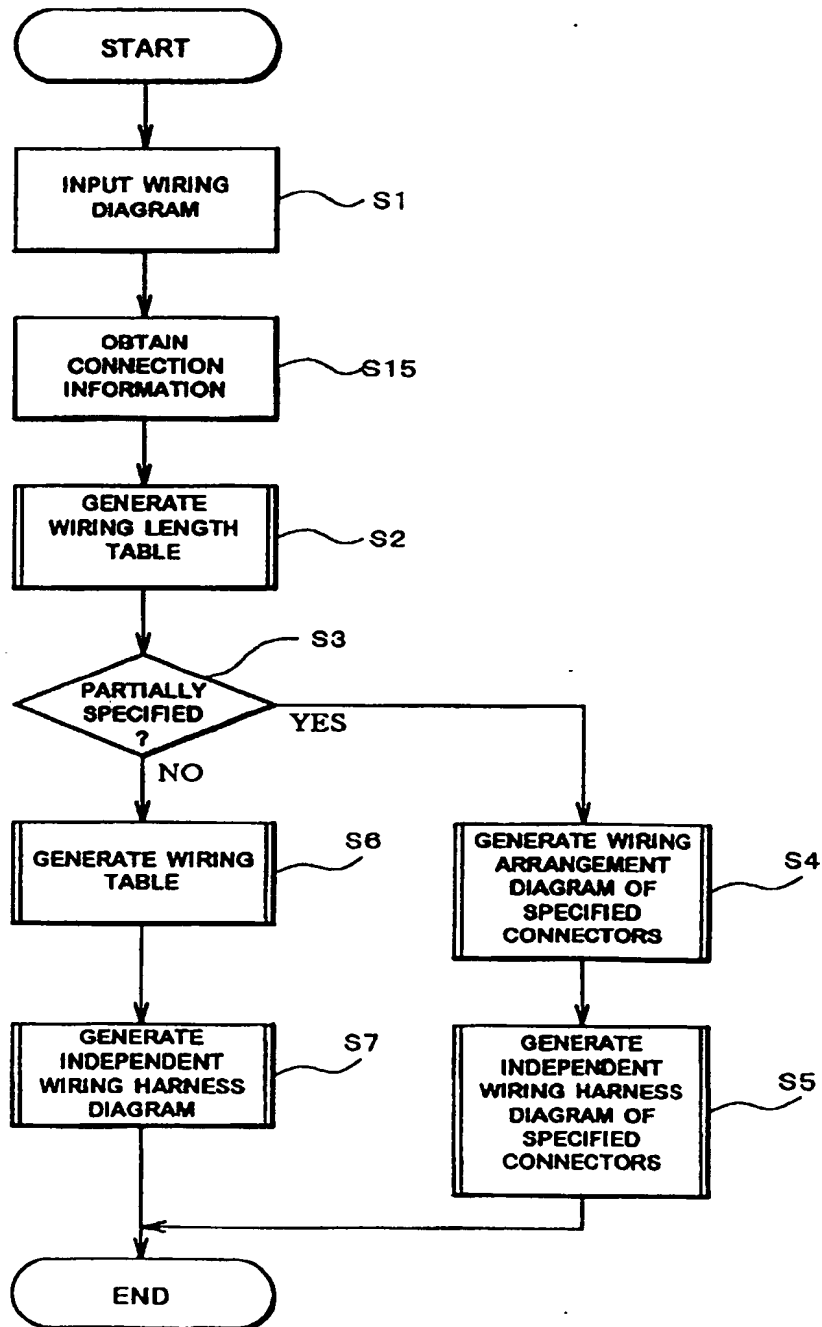 START
INPUT WIRING
DIAGRAM
S1
OBTAIN
CONNECTION
INFORMATION
S15
GENERATE
WIRING LENGTH
TABLE
S2
S3
PARTIALLY
SPECIFIED
?
YES
NO
GENERATE WIRING
TABLE
S6
GENERATE WIRING
ARRANGEMENT
DIAGRAM OF
SPECIFIED
CONNECTORS
S4
GENERATE
INDEPENDENT
WIRING HARNESS
DIAGRAM
S7
GENERATE
INDEPENDENT
WIRING HARNESS
DIAGRAM OF
SPECIFIED
CONNECTORS
S5
END